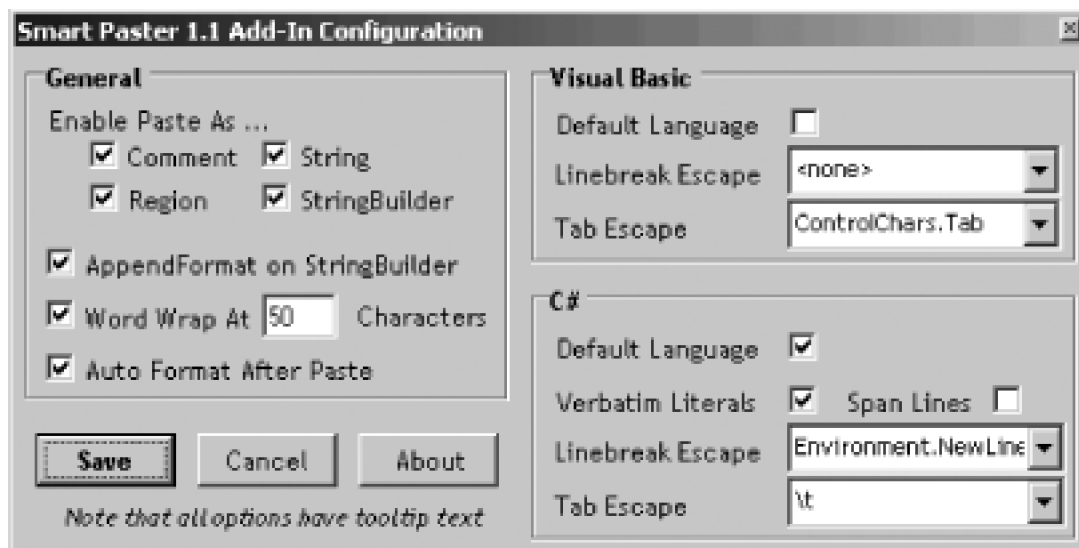 Smart Paster 1.1 Add-In Configuration
General
Enable Paste As ...
Comment String
Region StringBuilder
AppendFormat on StringBuilder
Word Wrap At 50 Characters
Auto Format After Paste
Save Cancel About
Note that all options have tooltip text
Visual Basic
Default Language
Linebreak Escape <none>
Tab Escape ControlChars.Tab
C#
Default Language
Verbatim Literals Span Lines
Linebreak Escape Environment.NewLine
Tab Escape \t